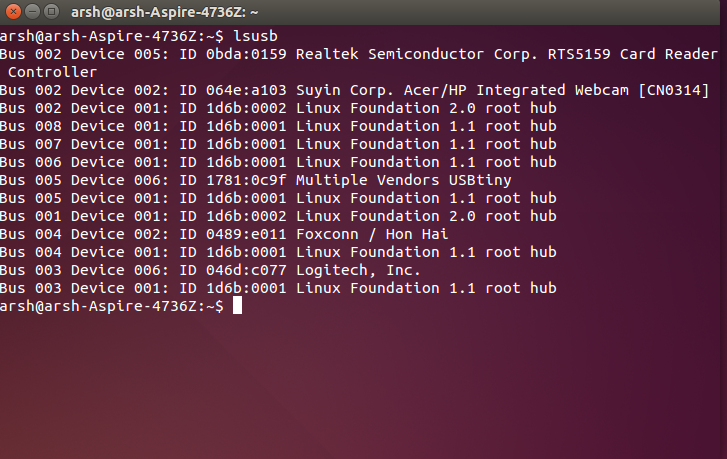 arsh@arsh-Aspire-4736Z: ~
arsh@arsh-Aspire-4736Z:~$ lsusb
Bus 002 Device 005: ID 0bda:0159 Realtek Semiconductor Corp. RTS5159 Card Reader
 Controller
Bus 002 Device 002: ID 064e:a103 Suyin Corp. Acer/HP Integrated Webcam [CN0314]
Bus 002 Device 001: ID 1d6b:0002 Linux Foundation 2.0 root hub
Bus 008 Device 001: ID 1d6b:0001 Linux Foundation 1.1 root hub
Bus 007 Device 001: ID 1d6b:0001 Linux Foundation 1.1 root hub
Bus 006 Device 001: ID 1d6b:0001 Linux Foundation 1.1 root hub
Bus 005 Device 006: ID 1781:0c9f Multiple Vendors USBtiny
Bus 005 Device 001: ID 1d6b:0001 Linux Foundation 1.1 root hub
Bus 001 Device 001: ID 1d6b:0002 Linux Foundation 2.0 root hub
Bus 004 Device 002: ID 0489:e011 Foxconn / Hon Hai
Bus 004 Device 001: ID 1d6b:0001 Linux Foundation 1.1 root hub
Bus 003 Device 006: ID 046d:c077 Logitech, Inc.
Bus 003 Device 001: ID 1d6b:0001 Linux Foundation 1.1 root hub
arsh@arsh-Aspire-4736Z:~$